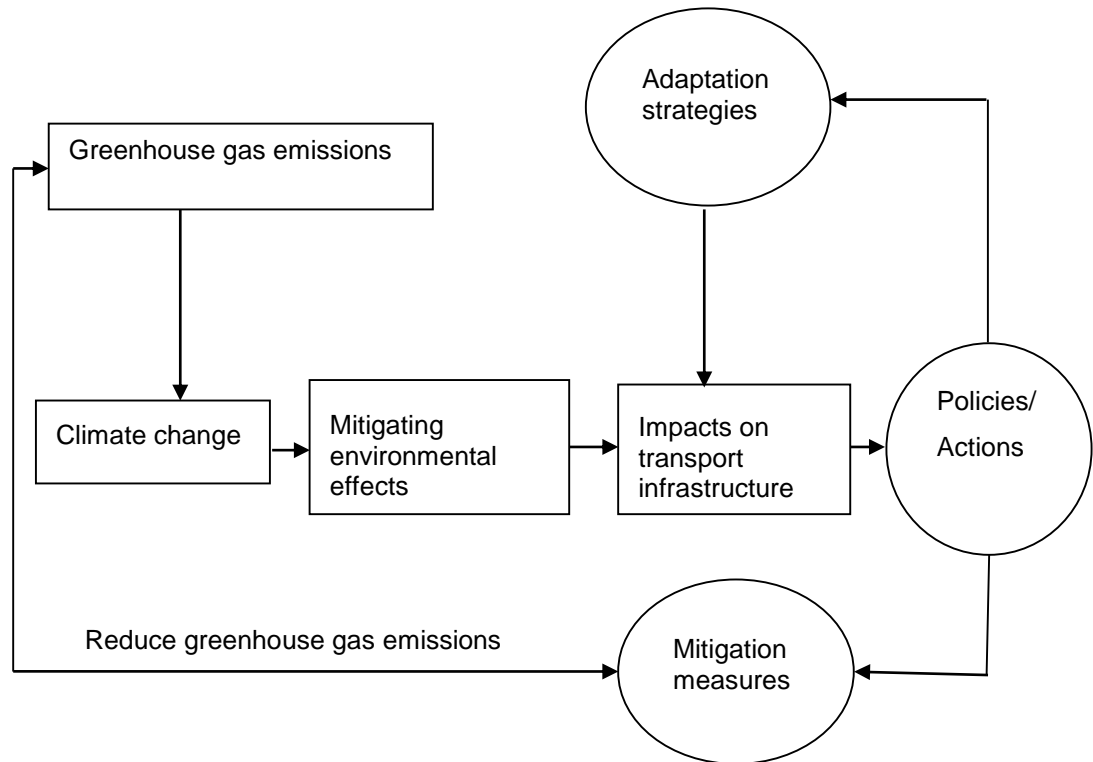 Adaptation
strategies
Greenhouse gas emissions
Climate change
Mitigating
environmental
effects
Impacts on
transport
infrastructure
Policies/
Actions
Reduce greenhouse gas emissions
Mitigation
measures